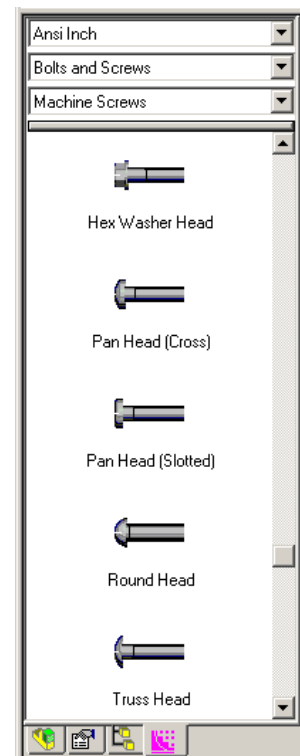 Ansi Inch
Bolts and Screws
Machine Screws
Hex Washer Head
Pan Head (Cross)
Pan Head (Slotted)
Round Head
Truss Head